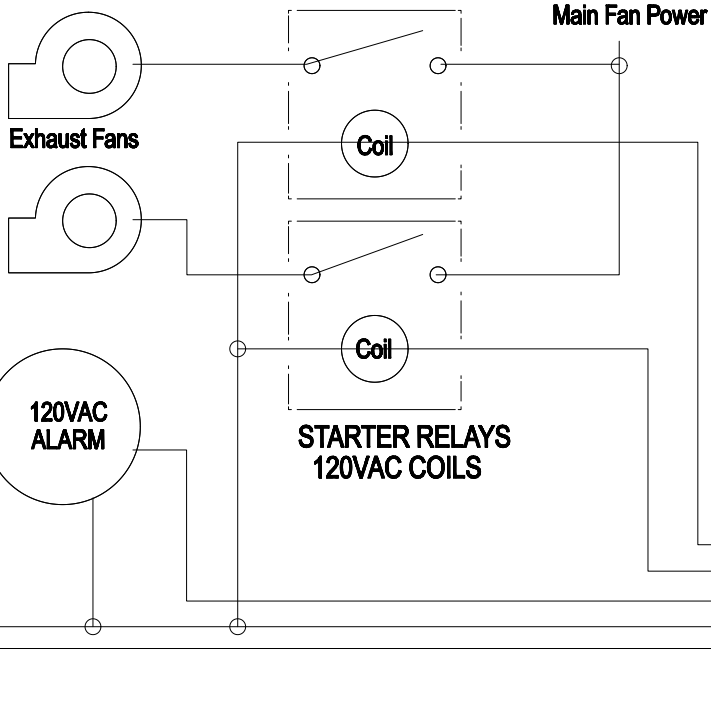 Main Fan Power
Exhaust Fans
Coil
Coil
120VAC
ALARM
STARTER RELAYS
120VAC COILS